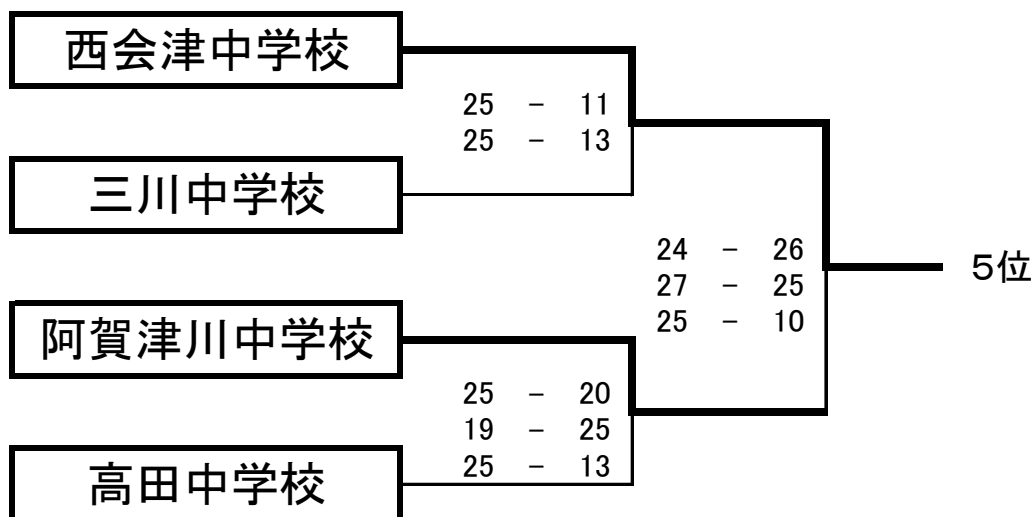 西会津中学校
25 － 11
25 － 13
三川中学校
24 － 26
27 － 25
25 － 10
5位
阿賀津川中学校
25 － 20
19 － 25
25 － 13
高田中学校